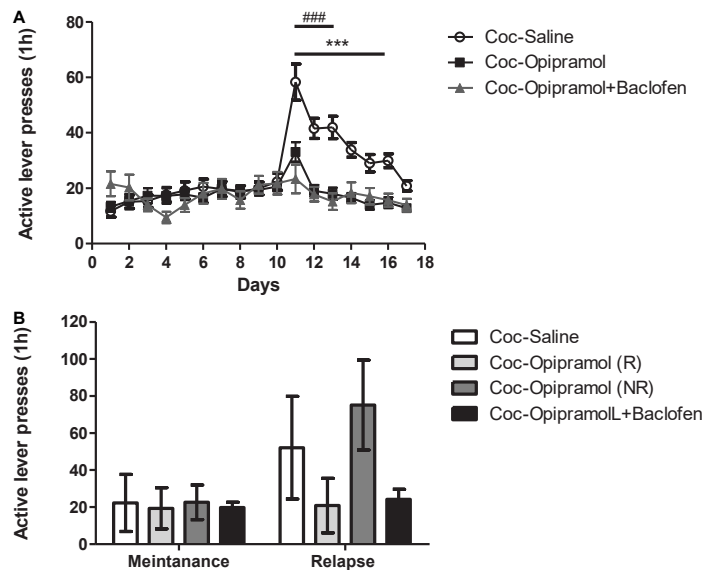 A
Active lever presses (1h)
80
60
40
20
0
###
***
0 2 4 6 8 10 12 14 16 18
Days
Coc-Saline
Coc-Opipramol
Coc-Opipramol+Baclofen
B
Active lever presses (1h)
120
100
80
60
40
20
0
Meintanance Relapse
Coc-Saline
Coc-Opipramol (R)
Coc-Opipramol (NR)
Coc-OpipramolL+Baclofen